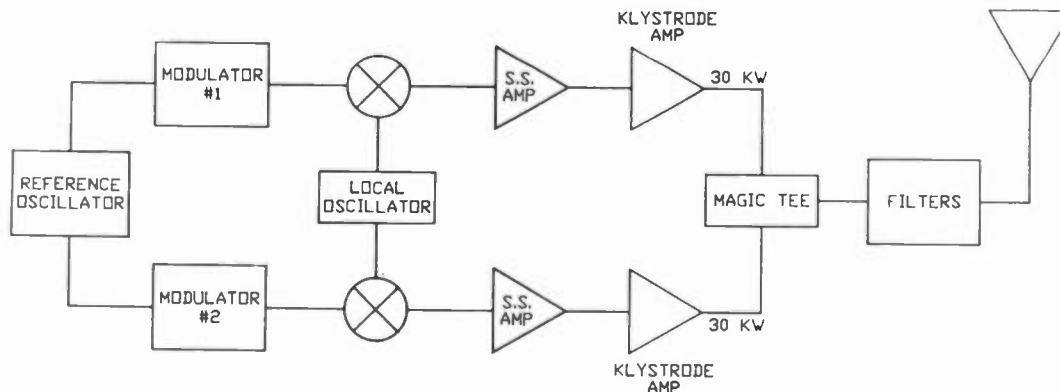 KLYSTRODE
AMP
MODULATOR
#1
S.S.
AMP
30 KW
REFERENCE
OSCILLATOR
LOCAL
OSCILLATOR
MAGIC TEE
FILTERS
MODULATOR
#2
S.S.
AMP
30 KW
KLYSTRODE
AMP